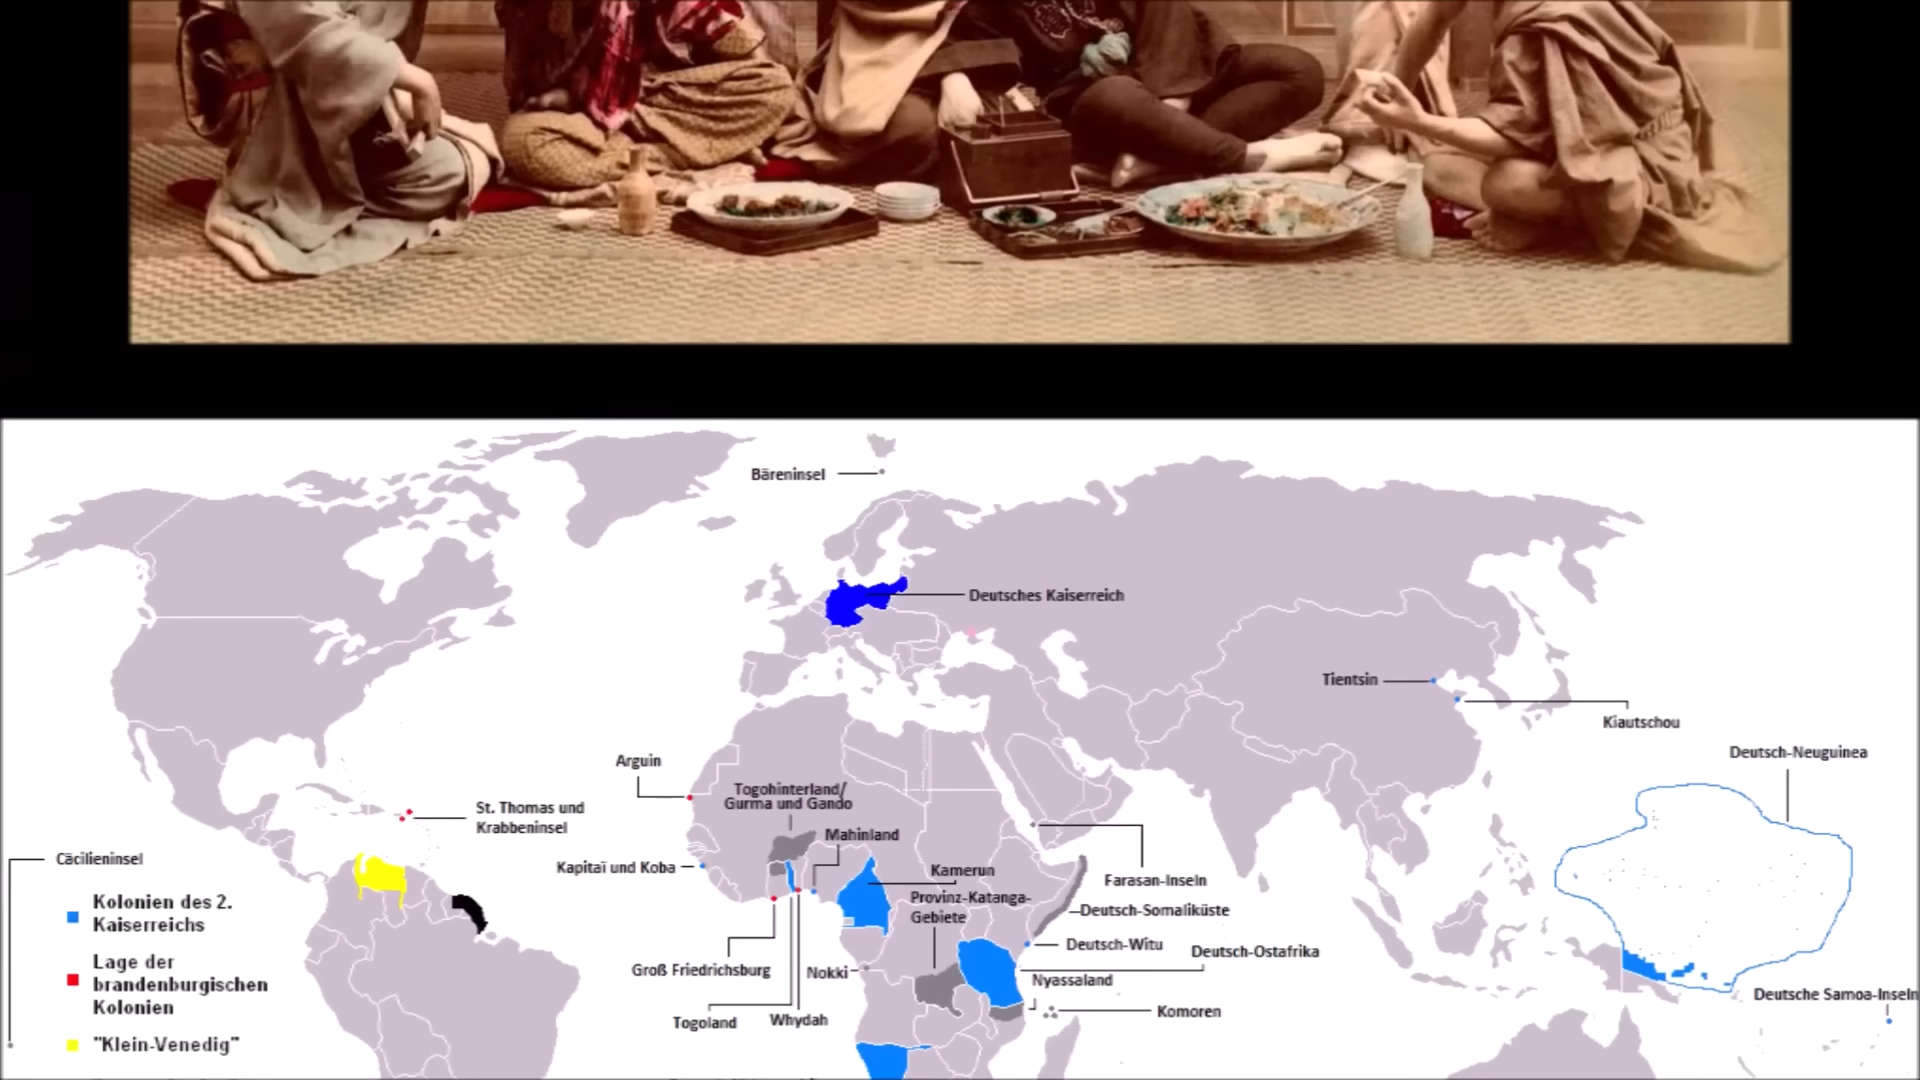 Bäreninsel
Deutsches Kaiserreich
Tientsin
Kiautschou
Deutsch-Neuguinea
Arguin
Togohinterland/
Gurma und Gando
St. Thomas und
Krabbeninsel
Mahinland
Cäcilieninsel
Kapitaï und Koba
Kamerun
Farasan-Inseln
Provinz-Katanga-
Gebiete
Deutsch-Somaliküste
Kolonien des 2.
Kaiserreichs
Deutsch-Witu
Deutsch-Ostafrika
Groß Friedrichsburg
Nokki
Nyassaland
Lage der
brandenburgischen
Kolonien
Deutsche Samoa-Inseln
Togoland
Whydah
Komoren
"Klein-Venedig"